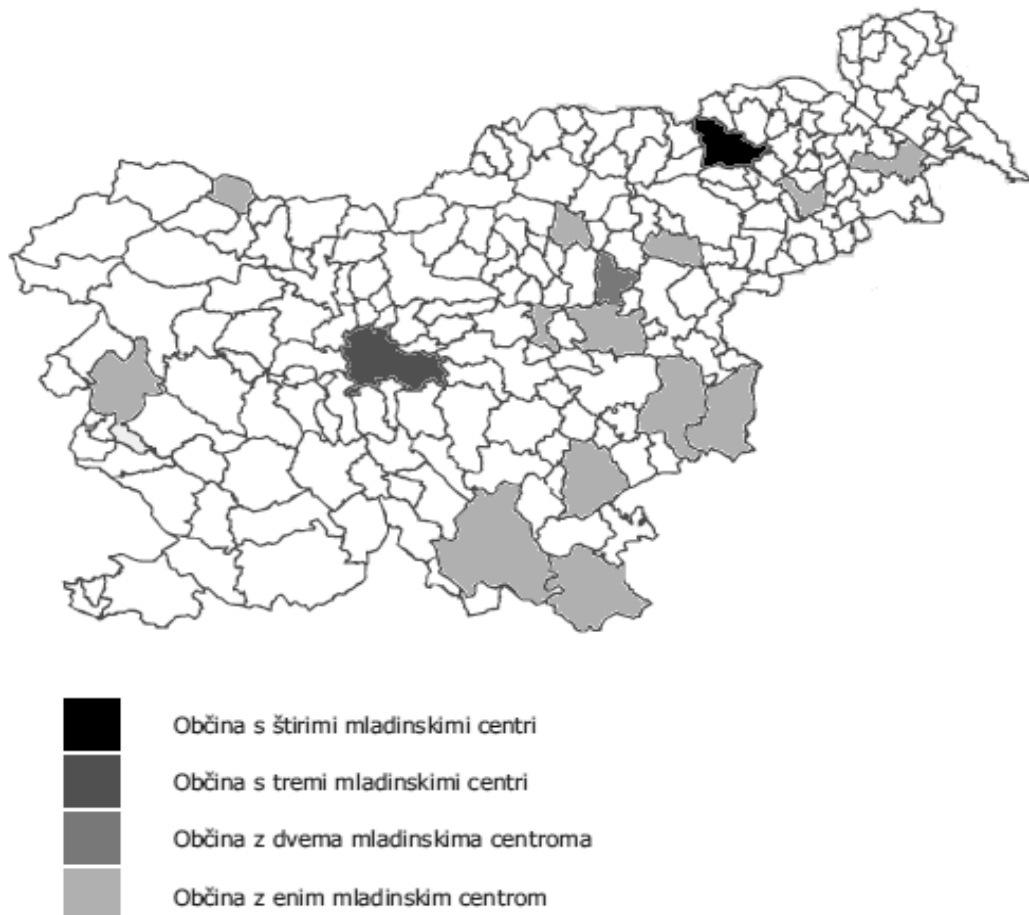 Občina s štirimi mladinskimi centri
Občina s tremi mladinskimi centri
Občina z dvema mladinskima centroma
Občina z enim mladinskim centrom